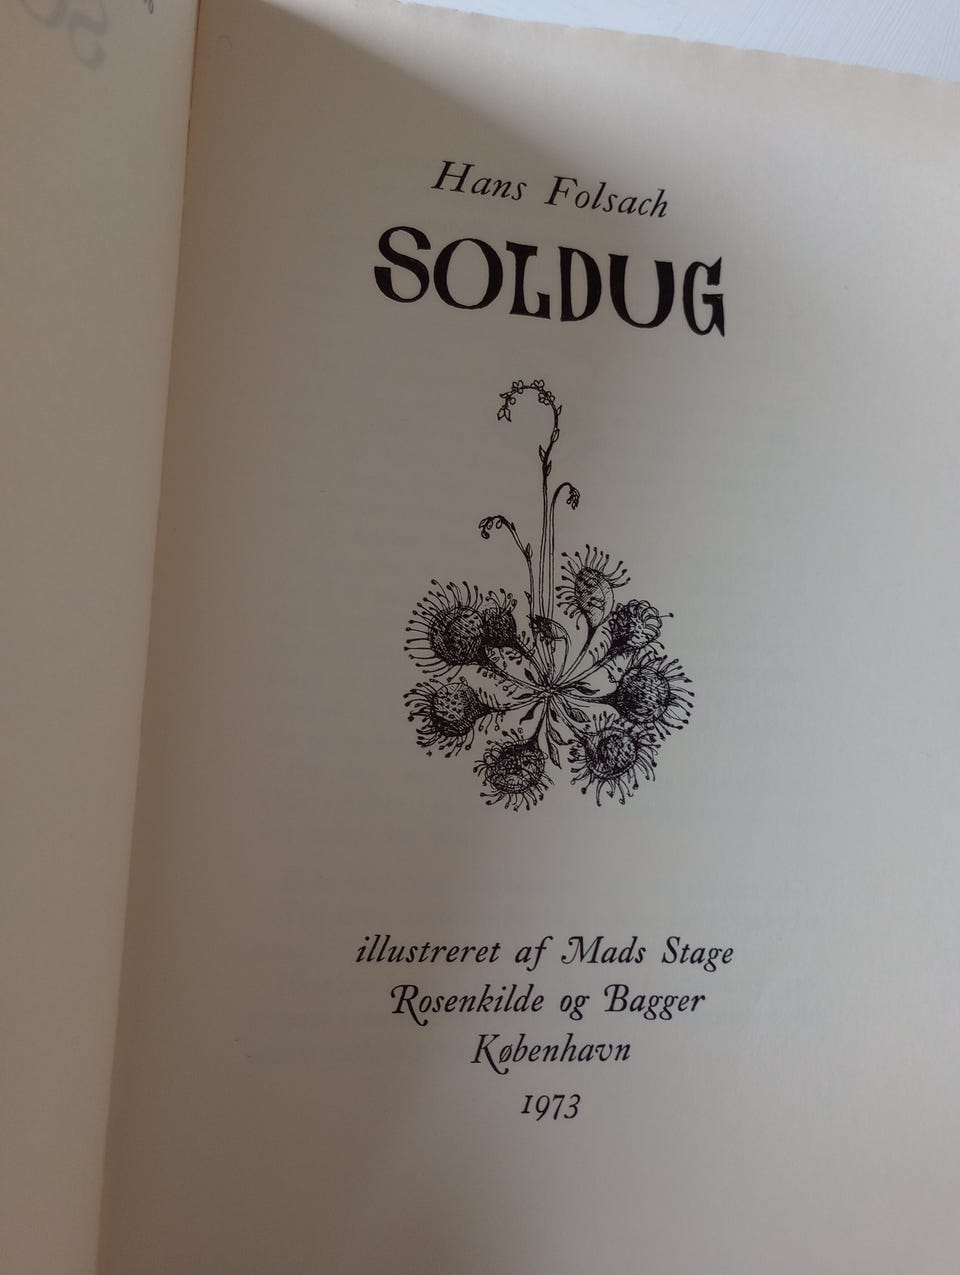 Hans Folsach
SOLDUG
illustreret af Mads Stage
Rosenkilde og Bagger
København
1973